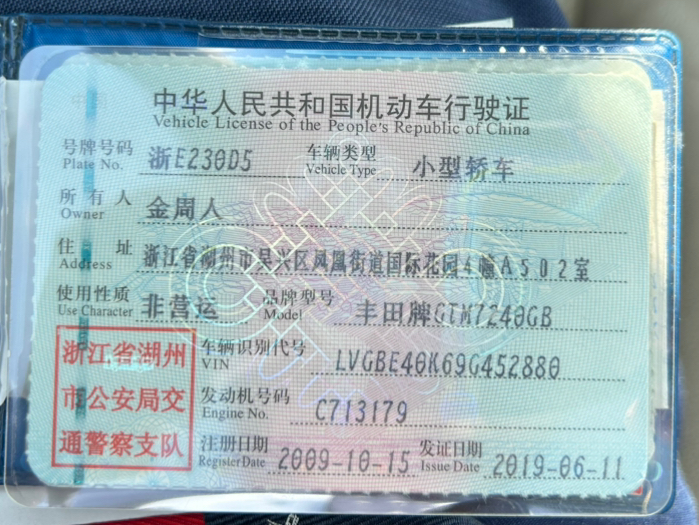 中华人民共和国机动车行驶证
Vehicle License of the People's Republic of China
号牌号码 浙E230D5 车辆类型 小型轿车
Plate No. Vehicle Type
所有人 金周人
Owner
住址 浙江省湖州市吴兴区凤凰街道国际花园4幢A502室
Address
使用性质 非营运 品牌型号 丰田牌GTM7240GB
Use Character Model
浙江省湖州
市公安局交
通警察支队
车辆识别代号 LVGBE40K69G452880
VIN
发动机号码 C713179
Engine No.
注册日期 2009-10-15 发证日期 2019-06-11
Register Date Issue Date